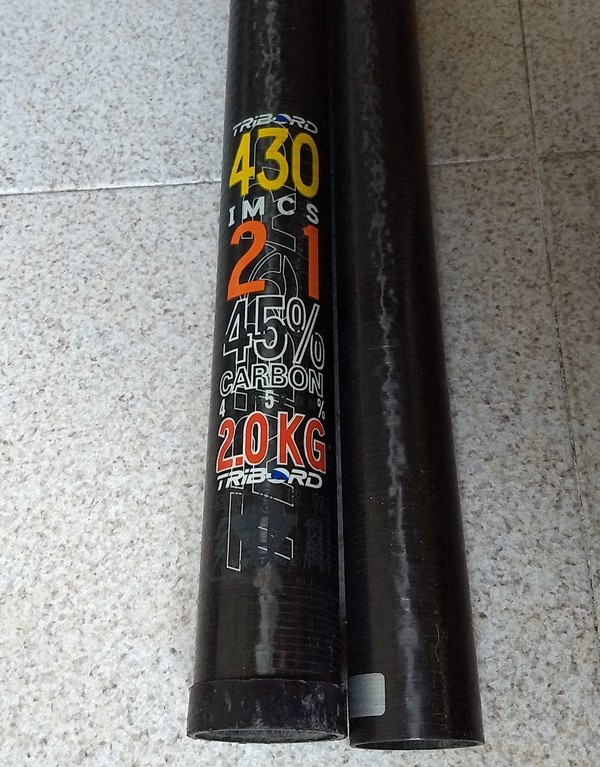 TRIBORD
430
IMCS
21
45%
CARBON
45%
2.0 KG
TRIBORD